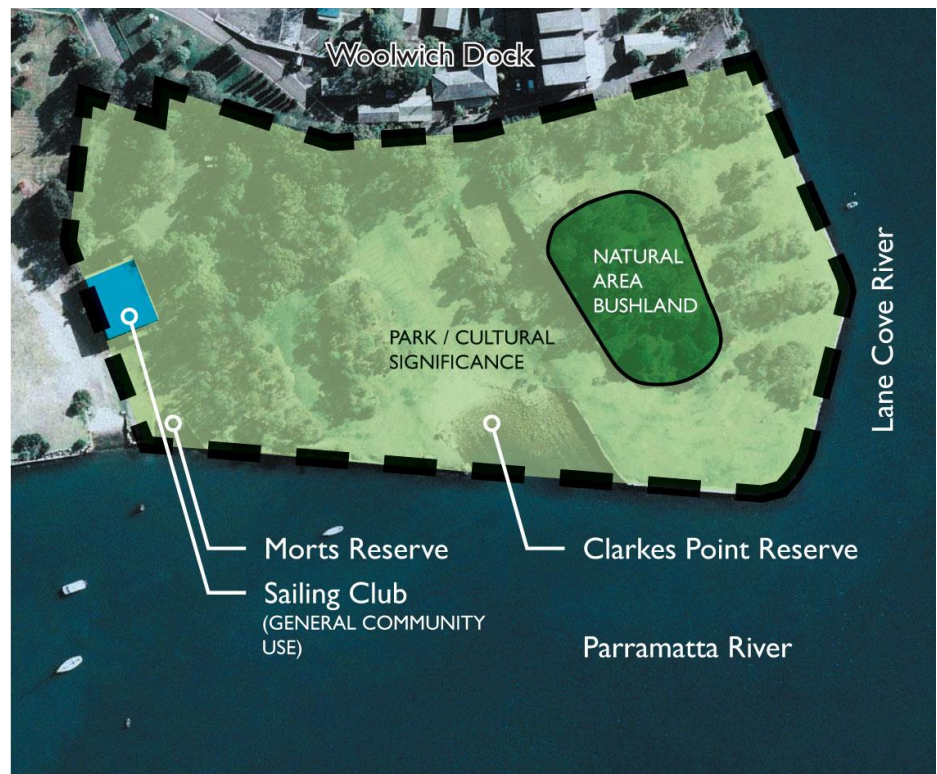 Woolwich Dock
NATURAL
AREA
BUSHLAND
PARK / CULTURAL
SIGNIFICANCE
Lane Cove River
Morts Reserve
Clarkes Point Reserve
Sailing Club
(GENERAL COMMUNITY
USE)
Parramatta River